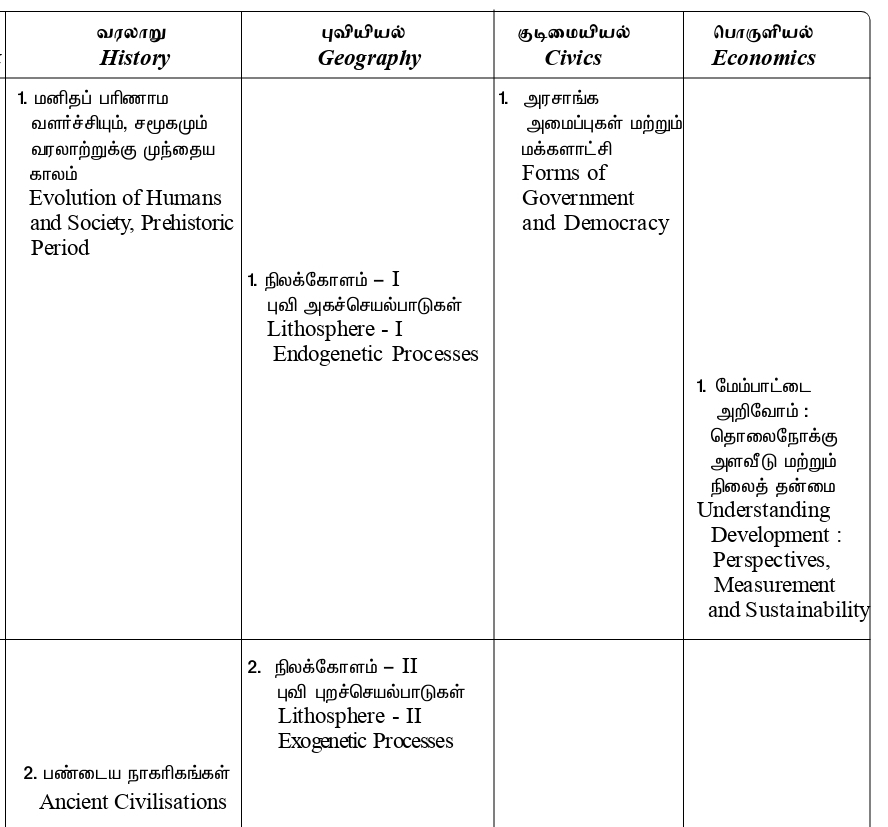 வரலாறு
History
புவியியல்
Geography
குடிமையியல்
Civics
பொருளியல்
Economics
1. மனிதப் பரிணாம
வளர்ச்சியும், சமூகமும்
வரலாற்றுக்கு முந்தைய
காலம்
Evolution of Humans
and Society, Prehistoric
Period
1. நிலக்கோளம் – I
புவி அகச்செயல்பாடுகள்
Lithosphere - I
Endogenetic Processes
1. அரசாங்க
அமைப்புகள் மற்றும்
மக்களாட்சி
Forms of
Government
and Democracy
1. மேம்பாட்டை
அறிவோம் :
தொலைநோக்கு
அளவீடு மற்றும்
நிலைத் தன்மை
Understanding
Development :
Perspectives,
Measurement
and Sustainability
2. பண்டைய நாகரிகங்கள்
Ancient Civilisations
2. நிலக்கோளம் – II
புவி புறச்செயல்பாடுகள்
Lithosphere - II
Exogenetic Processes